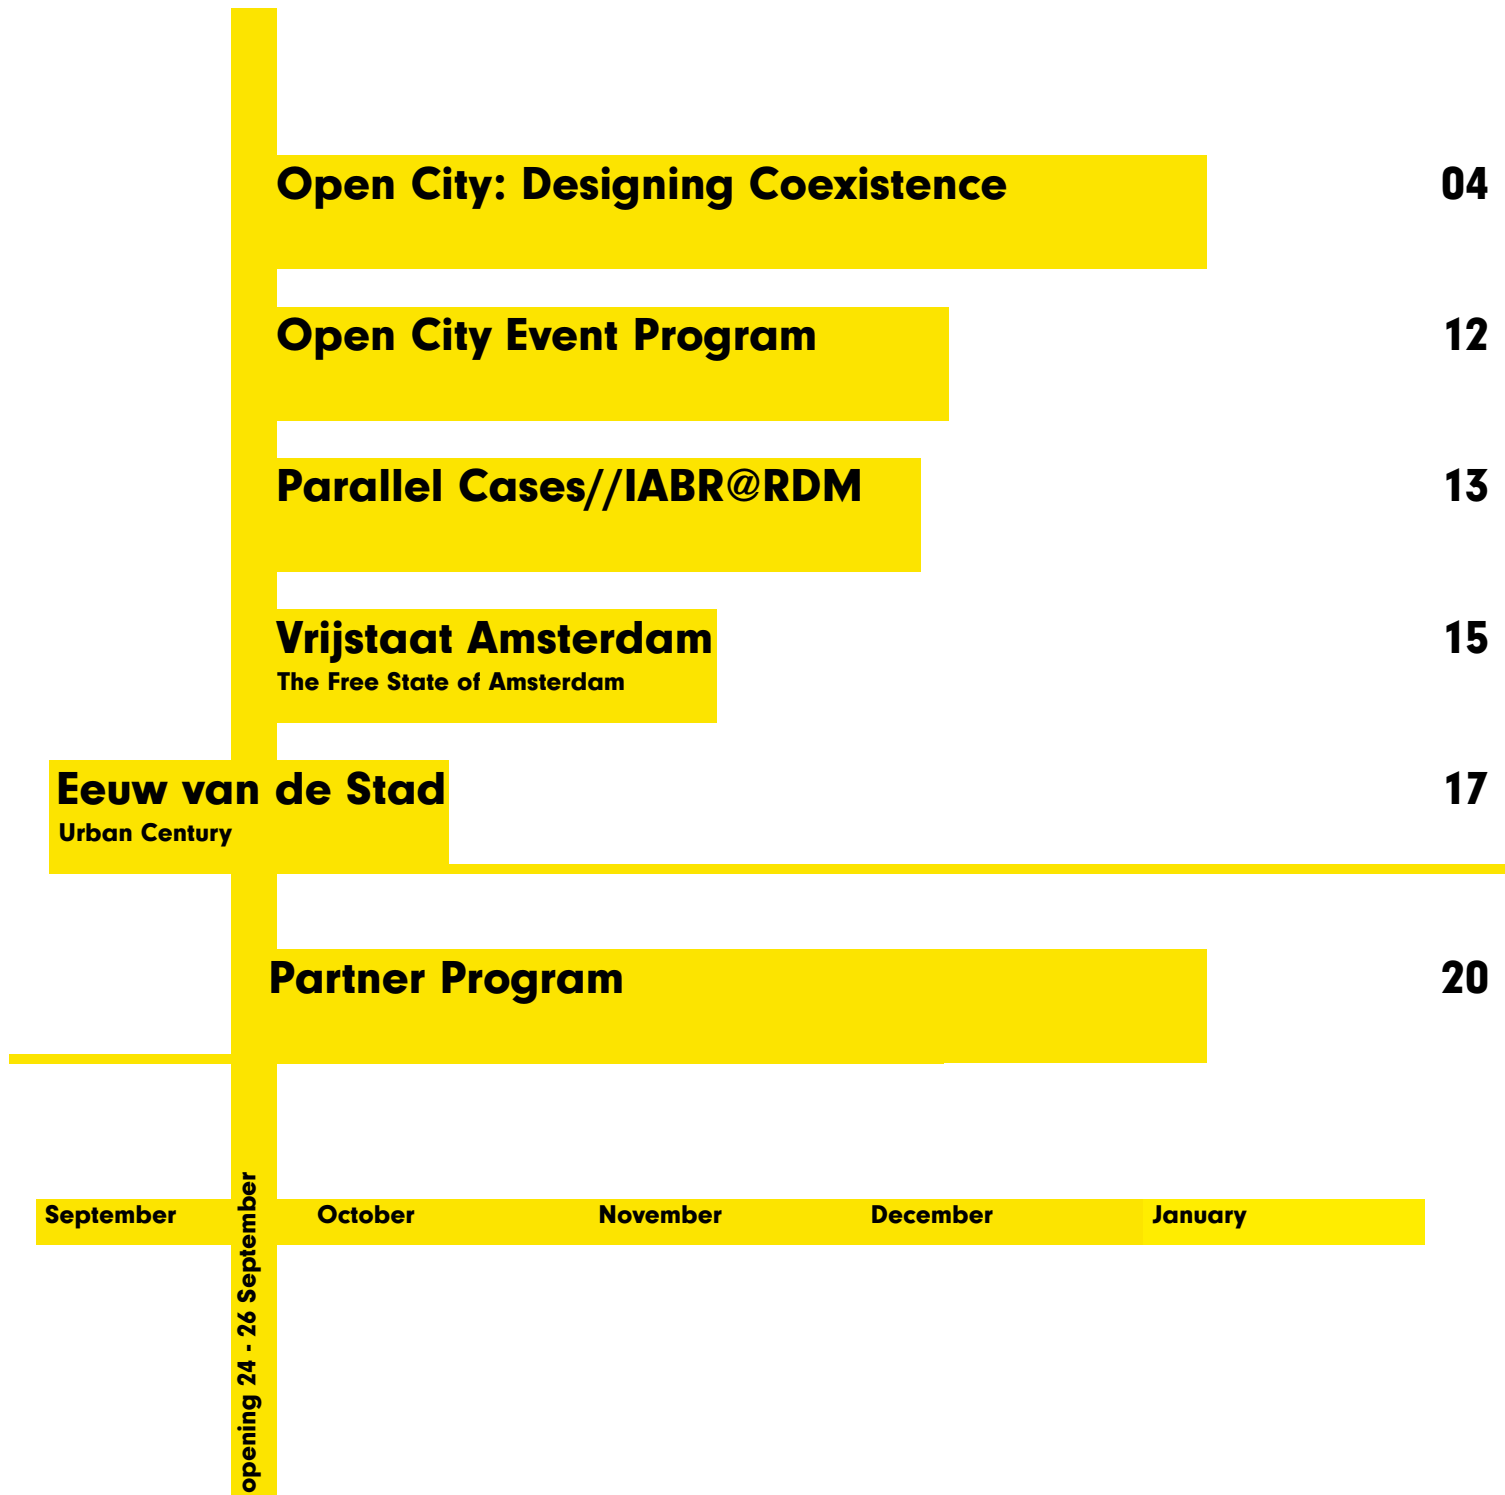 Open City: Designing Coexistence 04
Open City Event Program 12
Parallel Cases//IABR@RDM 13
Vrijstaat Amsterdam 15
The Free State of Amsterdam
Eeuw van de Stad 17
Urban Century
Partner Program 20
September October November December January
opening 24 - 26 September